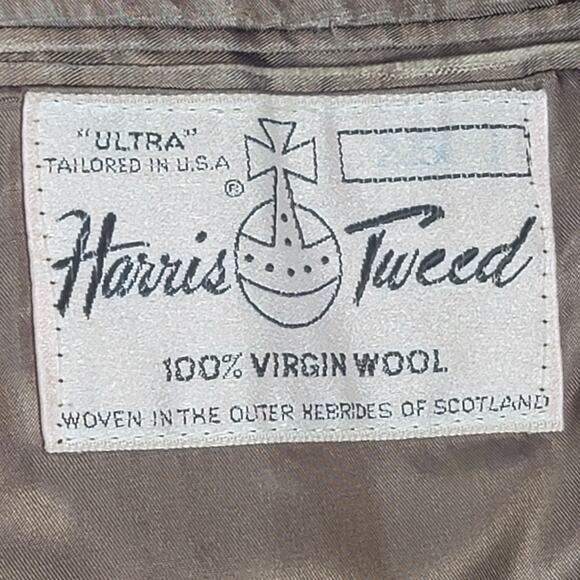 "ULTRA"
TAILORED IN U.S.A
®
Harris Tweed
100% VIRGIN WOOL
WOVEN IN THE OUTER HEBRIDES OF SCOTLAND